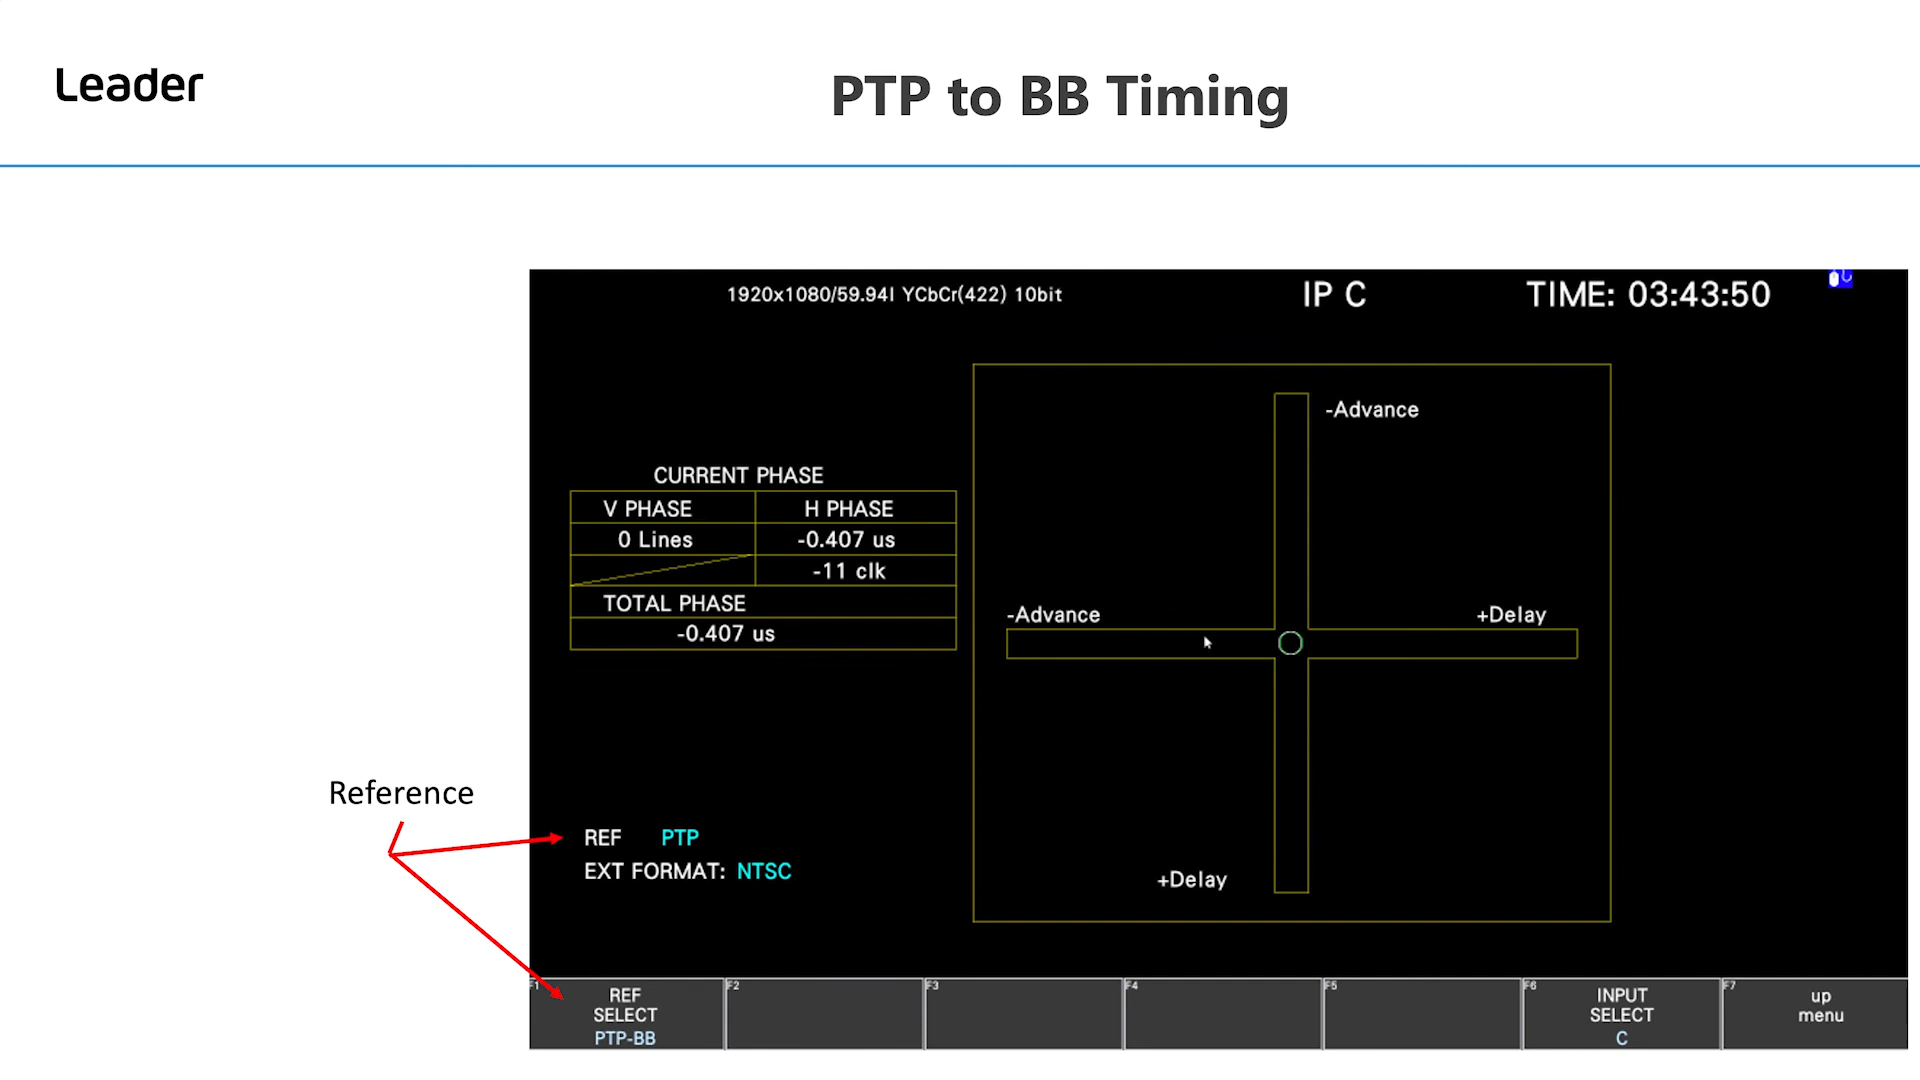 Leader
PTP to BB Timing
1920x1080/59.94I YCbCr(422) 10bit
IP C
TIME: 03:43:50
-Advance
CURRENT PHASE
V PHASE H PHASE
0 Lines -0.407 us
-11 clk
TOTAL PHASE
-0.407 us
-Advance
+Delay
+Delay
Reference
REF PTP
EXT FORMAT: NTSC
F1
REF
SELECT
PTP-BB
F2
F3
F4
F5
F6
INPUT
SELECT
C
F7
up
menu